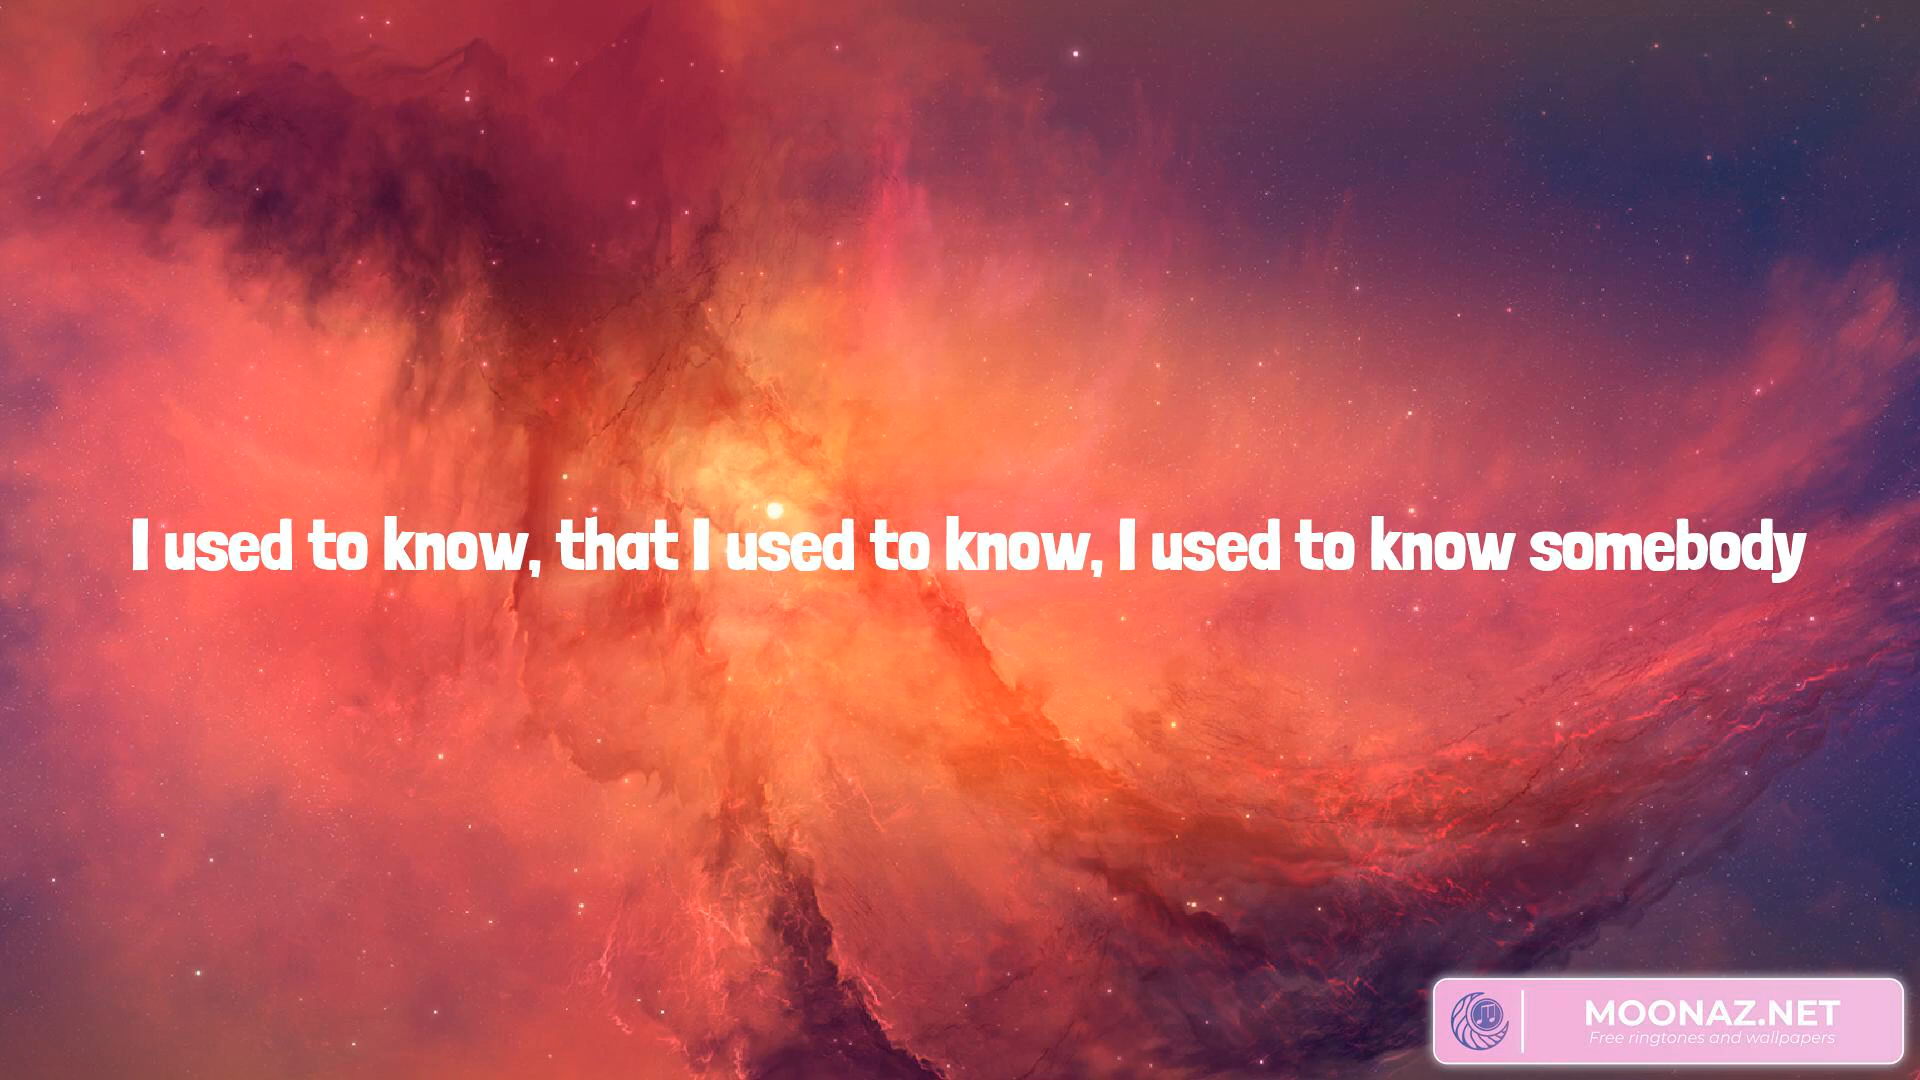 I used to know, that I used to know, I used to know somebody
MOONAZ.NET
Free ringtones and wallpapers